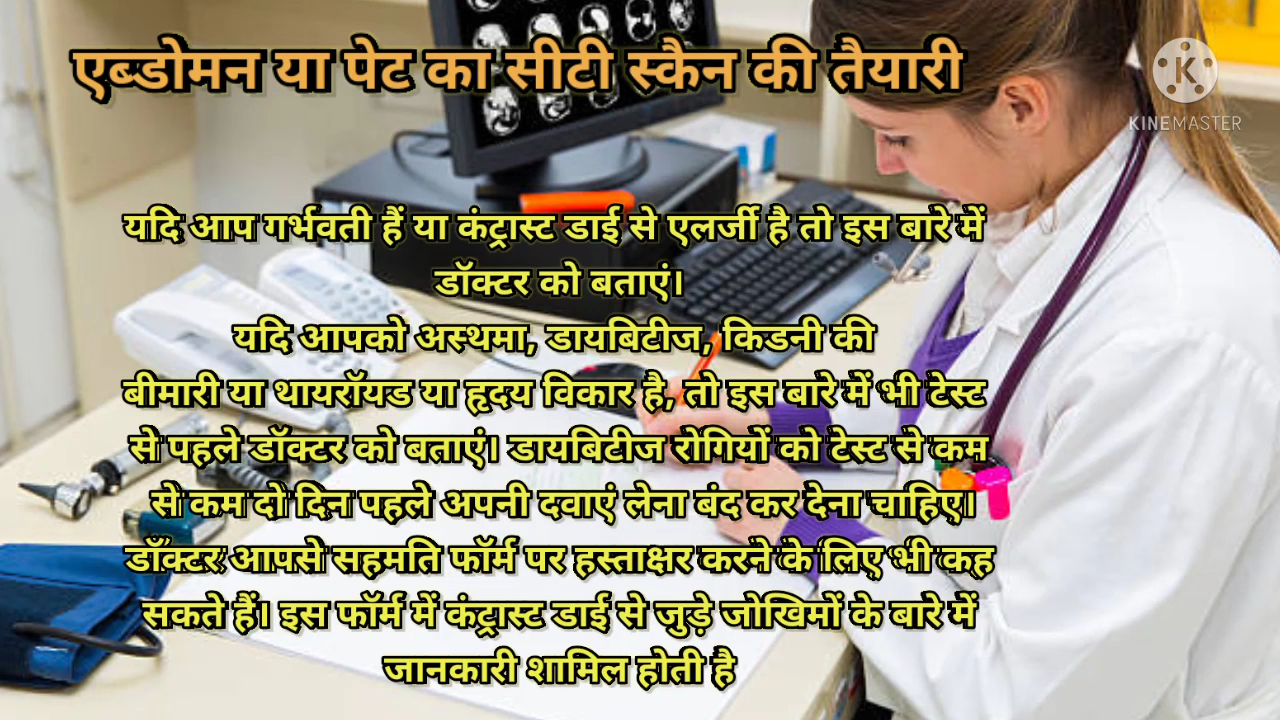 एब्डोमन या पेट का सीटी स्कैन की तैयारी
KINEMASTER
यदि आप गर्भवती हैं या कंट्रास्ट डाई से एलर्जी है तो इस बारे में
डॉक्टर को बताएं।
यदि आपको अस्थमा, डायबिटीज, किडनी की
बीमारी या थायरॉयड या हृदय विकार है, तो इस बारे में भी टेस्ट
से पहले डॉक्टर को बताएं। डायबिटीज रोगियों को टेस्ट से कम
से कम दो दिन पहले अपनी दवाएं लेना बंद कर देना चाहिए।
डॉक्टर आपसे सहमति फॉर्म पर हस्ताक्षर करने के लिए भी कह
सकते हैं। इस फॉर्म में कंट्रास्ट डाई से जुड़े जोखिमों के बारे में
जानकारी शामिल होती है